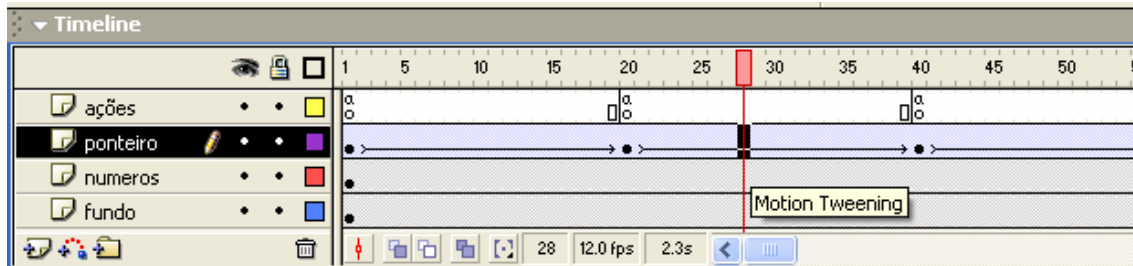 Timeline
1 5 10 15 20 25 30 35 40 45 50
ações a a a
ponteiro
numeros
Motion Tweening
fundo
28 12.0 fps 2.3s